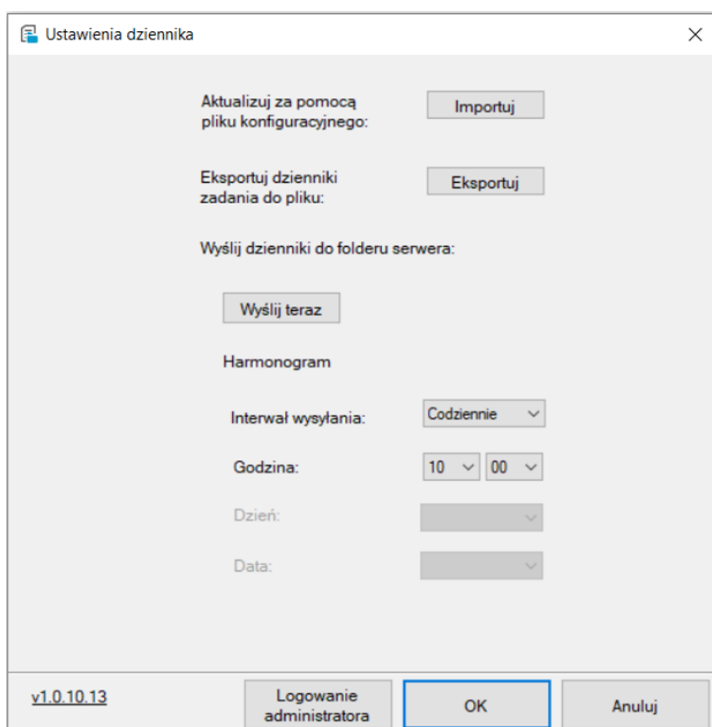 Ustawienia dziennika
Aktualizuj za pomocą
pliku konfiguracyjnego:
Importuj
Eksportuj dzienniki
zadania do pliku:
Eksportuj
Wyślij dzienniki do folderu serwera:
Wyślij teraz
Harmonogram
Interwał wysyłania:
Codziennie
Godzina:
10
00
Dzień:
Data:
v1.0.10.13
Logowanie
administratora
OK
Anuluj